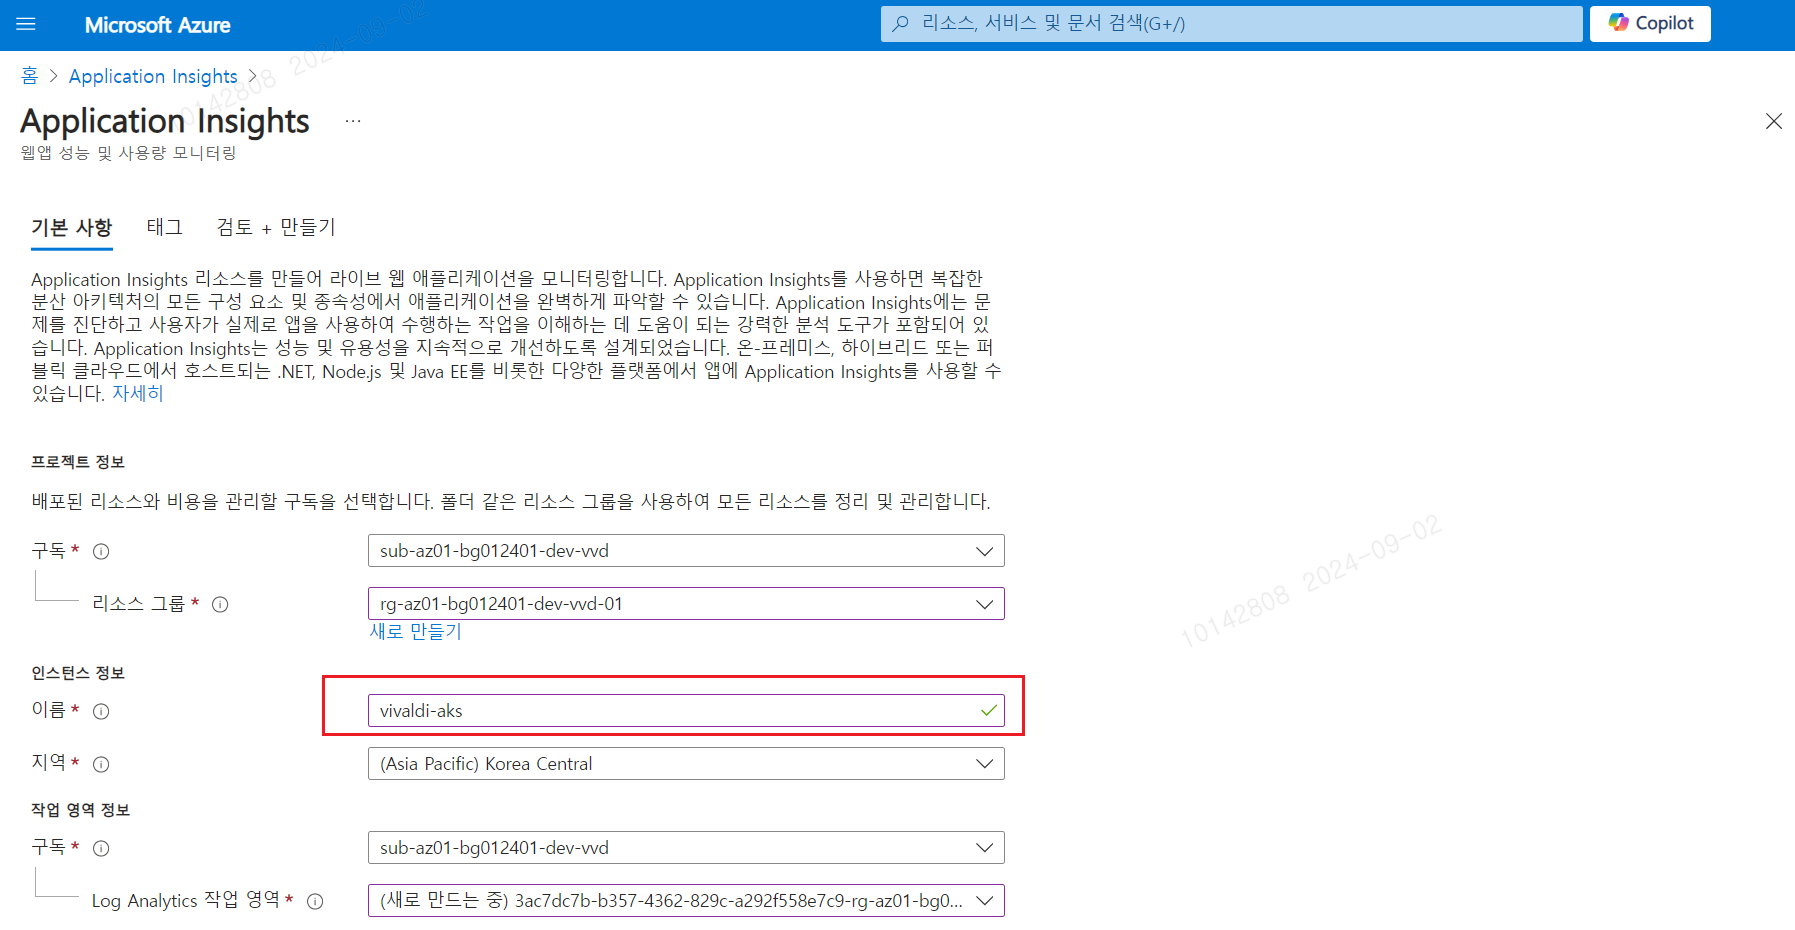 Microsoft Azure
리소스, 서비스 및 문서 검색(G+/)
Copilot
홈 > Application Insights >
Application Insights ...
웹앱 성능 및 사용량 모니터링
기본 사항 태그 검토 + 만들기
Application Insights 리소스를 만들어 라이브 웹 애플리케이션을 모니터링합니다. Application Insights를 사용하면 복잡한
분산 아키텍처의 모든 구성 요소 및 종속성에서 애플리케이션을 완벽하게 파악할 수 있습니다. Application Insights에는 문
제를 진단하고 사용자가 실제로 앱을 사용하여 수행하는 작업을 이해하는 데 도움이 되는 강력한 분석 도구가 포함되어 있
습니다. Application Insights는 성능 및 유용성을 지속적으로 개선하도록 설계되었습니다. 온-프레미스, 하이브리드 또는 퍼
블릭 클라우드에서 호스트되는 .NET, Node.js 및 Java EE를 비롯한 다양한 플랫폼에서 앱에 Application Insights를 사용할 수
있습니다. 자세히
프로젝트 정보
배포된 리소스와 비용을 관리할 구독을 선택합니다. 폴더 같은 리소스 그룹을 사용하여 모든 리소스를 정리 및 관리합니다.
구독 *
sub-az01-bg012401-dev-vvd
리소스 그룹 *
rg-az01-bg012401-dev-vvd-01
새로 만들기
인스턴스 정보
이름 *
vivaldi-aks
지역 *
(Asia Pacific) Korea Central
작업 영역 정보
구독 *
sub-az01-bg012401-dev-vvd
Log Analytics 작업 영역 *
(새로 만드는 중) 3ac7dc7b-b357-4362-829c-a292f558e7c9-rg-az01-bg0...
10142808 2024-09-02
10142808 2024-09-02